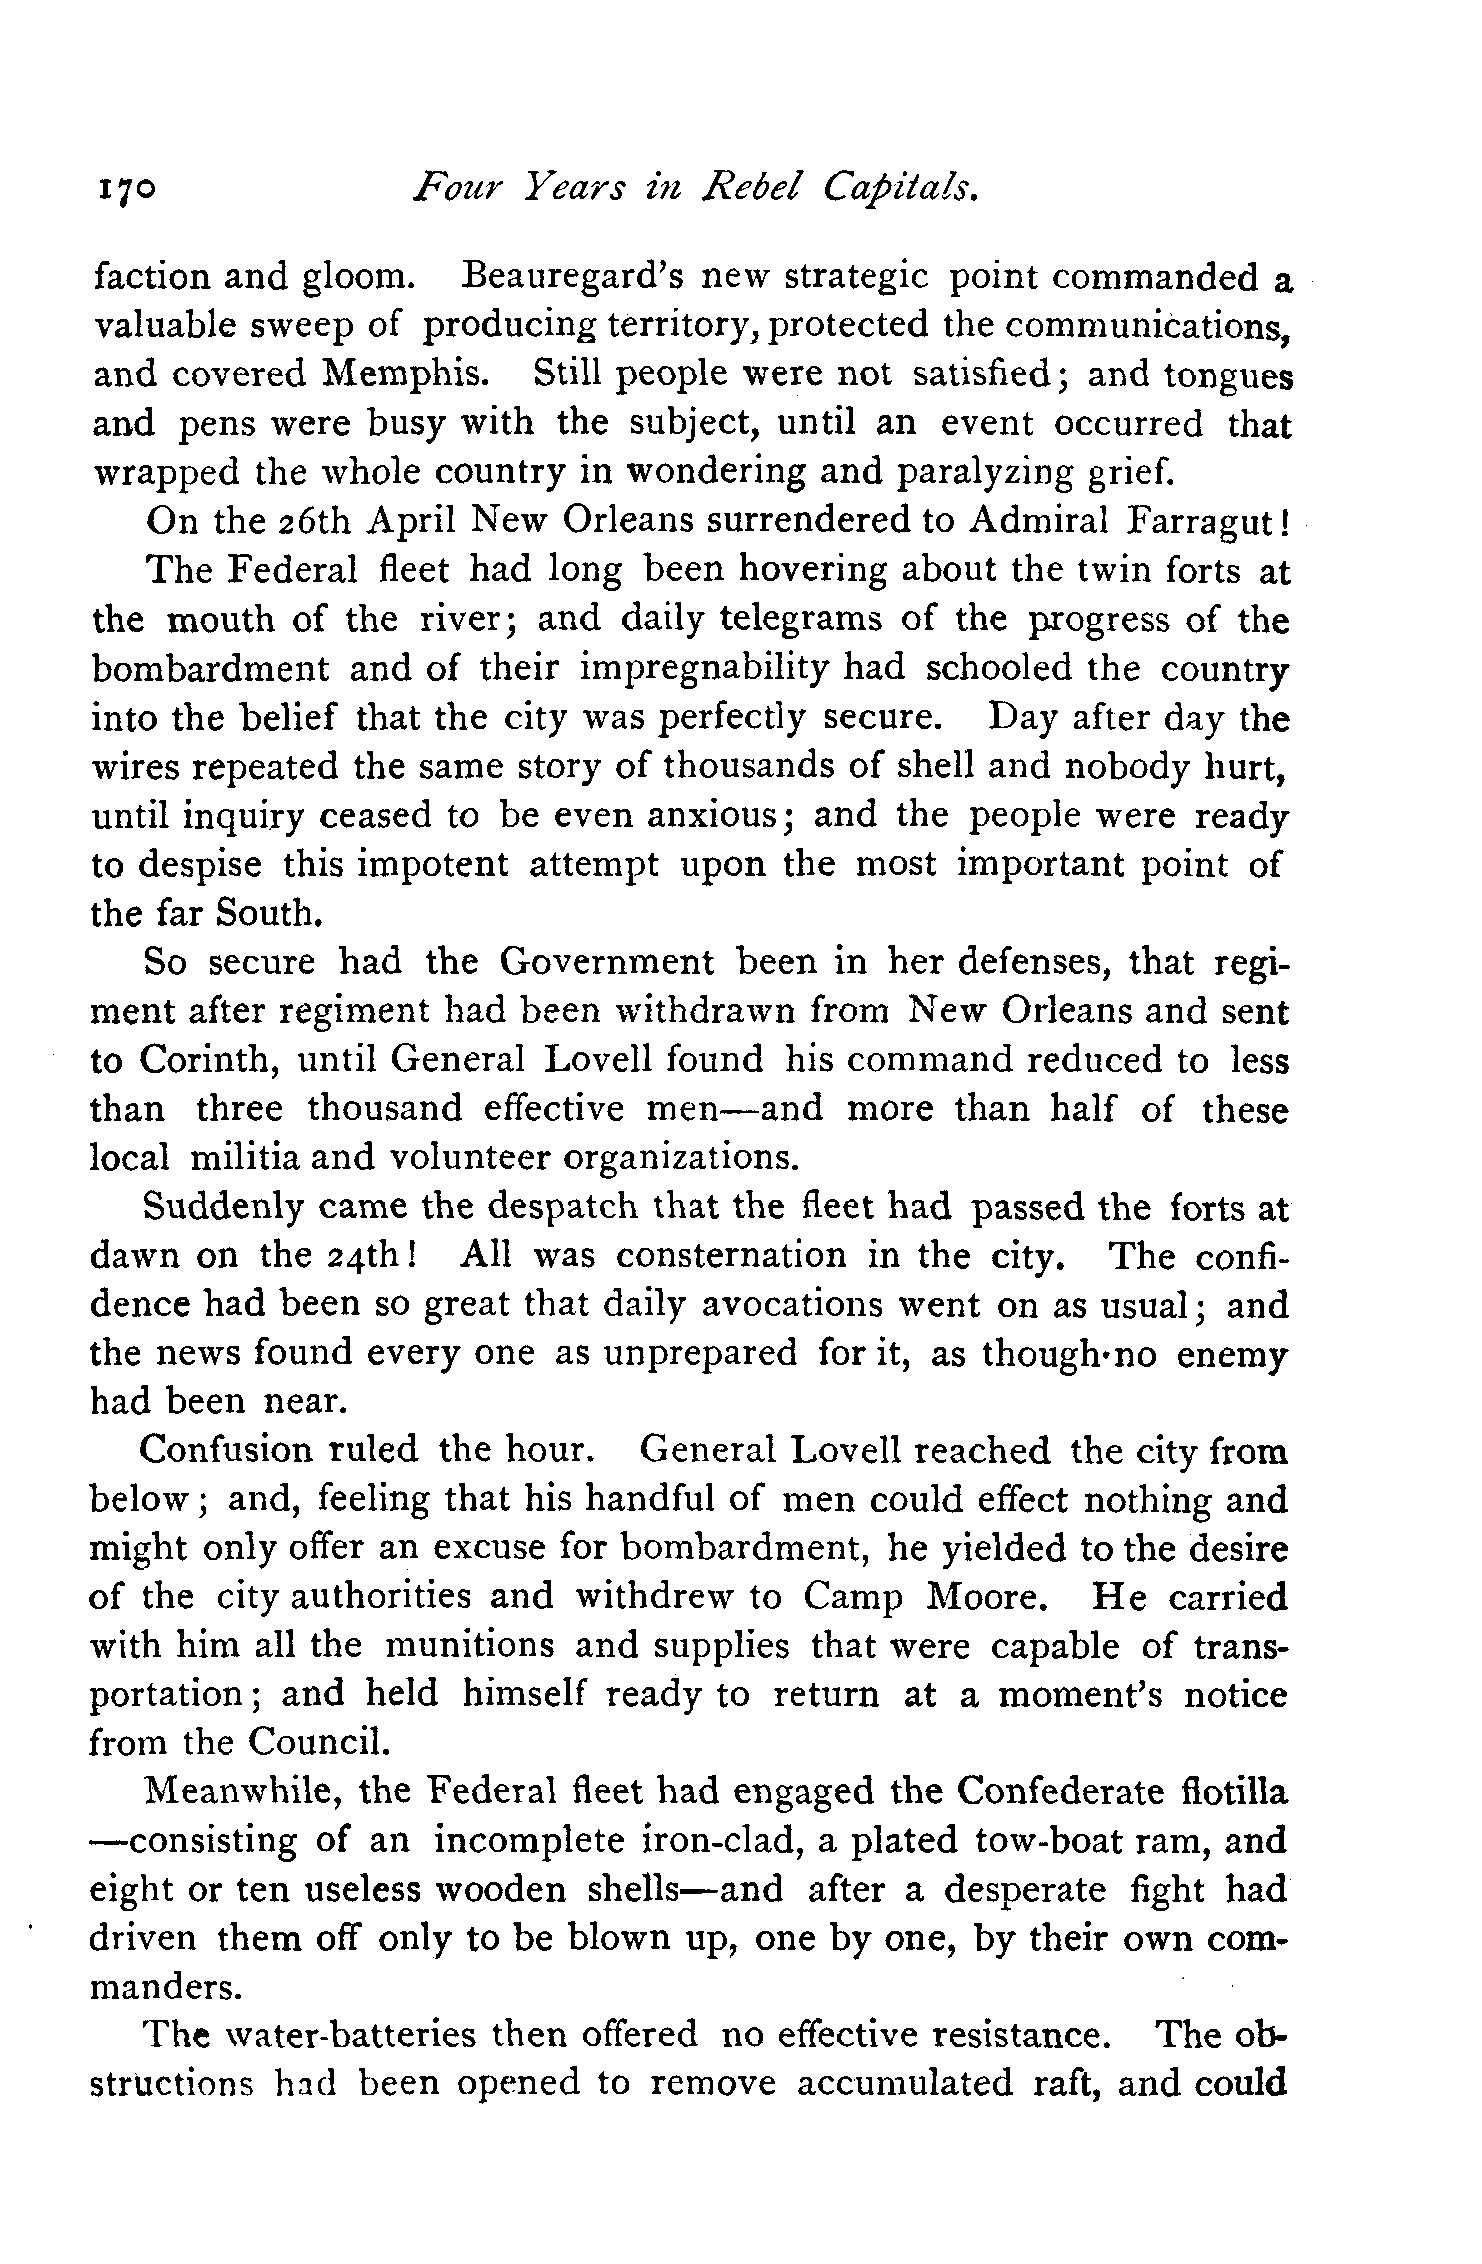 170 Four Years in Rebel Capitals.
faction and gloom. Beauregard's new strategic point commanded a
valuable sweep of producing territory, protected the communications,
and covered Memphis. Still people were not satisfied; and tongues
and pens were busy with the subject, until an event occurred that
wrapped the whole country in wondering and paralyzing grief.
On the 26th April New Orleans surrendered to Admiral Farragut!
The Federal fleet had long been hovering about the twin forts at
the mouth of the river; and daily telegrams of the progress of the
bombardment and of their impregnability had schooled the country
into the belief that the city was perfectly secure. Day after day the
wires repeated the same story of thousands of shell and nobody hurt,
until inquiry ceased to be even anxious; and the people were ready
to despise this impotent attempt upon the most important point of
the far South.
So secure had the Government been in her defenses, that regi-
ment after regiment had been withdrawn from New Orleans and sent
to Corinth, until General Lovell found his command reduced to less
than three thousand effective men—and more than half of these
local militia and volunteer organizations.
Suddenly came the despatch that the fleet had passed the forts at
dawn on the 24th! All was consternation in the city. The confi-
dence had been so great that daily avocations went on as usual; and
the news found every one as unprepared for it, as though no enemy
had been near.
Confusion ruled the hour. General Lovell reached the city from
below; and, feeling that his handful of men could effect nothing and
might only offer an excuse for bombardment, he yielded to the desire
of the city authorities and withdrew to Camp Moore. He carried
with him all the munitions and supplies that were capable of trans-
portation; and held himself ready to return at a moment's notice
from the Council.
Meanwhile, the Federal fleet had engaged the Confederate flotilla
—consisting of an incomplete iron-clad, a plated tow-boat ram, and
eight or ten useless wooden shells—and after a desperate fight had
driven them off only to be blown up, one by one, by their own com-
manders.
The water-batteries then offered no effective resistance. The ob-
structions had been opened to remove accumulated raft, and could